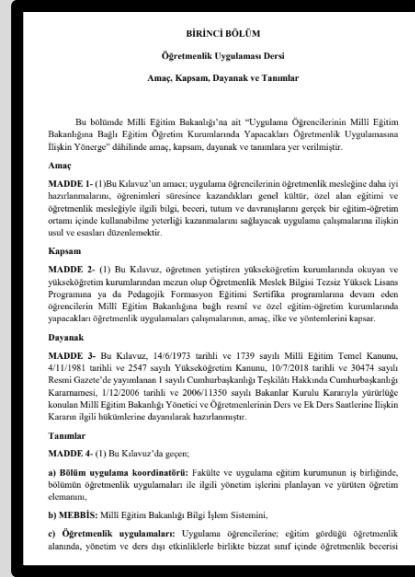 BİRİNCİ BÖLÜM
Öğretmenlik Uygulaması Dersi
Amaç, Kapsam, Dayanak ve Tanımlar
Bu bölümde Milli Eğitim Bakanlığı’na ait “Uygulama Öğrencilerinin Millî Eğitim
Bakanlığına Bağlı Eğitim Öğretim Kurumlarında Yapacakları Öğretmenlik Uygulamasına
İlişkin Yönerge” dâhilinde amaç, kapsam, dayanak ve tanımlara yer verilmiştir.
Amaç
MADDE 1- (1)Bu Kılavuz’un amacı; uygulama öğrencilerinin öğretmenlik mesleğine daha iyi
hazırlanmalarını, öğrenimleri süresince kazandıkları genel kültür, özel alan eğitimi ve
öğretmenlik mesleğiyle ilgili bilgi, beceri, tutum ve davranışlarını gerçek bir eğitim-öğretim
ortamı içinde kullanabilme yeterliği kazanmalarını sağlayacak uygulama çalışmalarına ilişkin
usul ve esasları düzenlemektir.
Kapsam
MADDE 2- (1) Bu Kılavuz, öğretmen yetiştiren yükseköğretim kurumlarında okuyan ve
yükseköğretim kurumlarından mezun olup Öğretmenlik Meslek Bilgisi Tezsiz Yüksek Lisans
Programına ya da Pedagojik Formasyon Eğitimi Sertifika programlarına devam eden
öğrencilerin Millî Eğitim Bakanlığına bağlı resmî ve özel eğitim-öğretim kurumlarında
yapacakları öğretmenlik uygulamaları çalışmalarının, amaç, ilke ve yöntemlerini kapsar.
Dayanak
MADDE 3- Bu Kılavuz, 14/6/1973 tarihli ve 1739 sayılı Millî Eğitim Temel Kanunu,
4/11/1981 tarihli ve 2547 sayılı Yükseköğretim Kanunu, 10/7/2018 tarihli ve 30474 sayılı
Resmi Gazete’de yayımlanan 1 sayılı Cumhurbaşkanlığı Teşkilâtı Hakkında Cumhurbaşkanlığı
Kararnamesi, 1/12/2006 tarihli ve 2006/11350 sayılı Bakanlar Kurulu Kararıyla yürürlüğe
konulan Millî Eğitim Bakanlığı Yönetici ve Öğretmenlerinin Ders ve Ek Ders Saatlerine İlişkin
Kararın ilgili hükümlerine dayanılarak hazırlanmıştır.
Tanımlar
MADDE 4- (1) Bu Kılavuz’da geçen;
a) Bölüm uygulama koordinatörü: Fakülte ve uygulama eğitim kurumunun iş birliğinde,
bölümün öğretmenlik uygulamaları ile ilgili yönetim işlerini planlayan ve yürüten öğretim
elemanını,
b) MEBBİS: Millî Eğitim Bakanlığı Bilgi İşlem Sistemini,
c) Öğretmenlik uygulamaları: Uygulama öğrencilerine; eğitim gördüğü öğretmenlik
alanında, yönetim ve ders dışı etkinliklerle birlikte bizzat sınıf içinde öğretmenlik becerisi